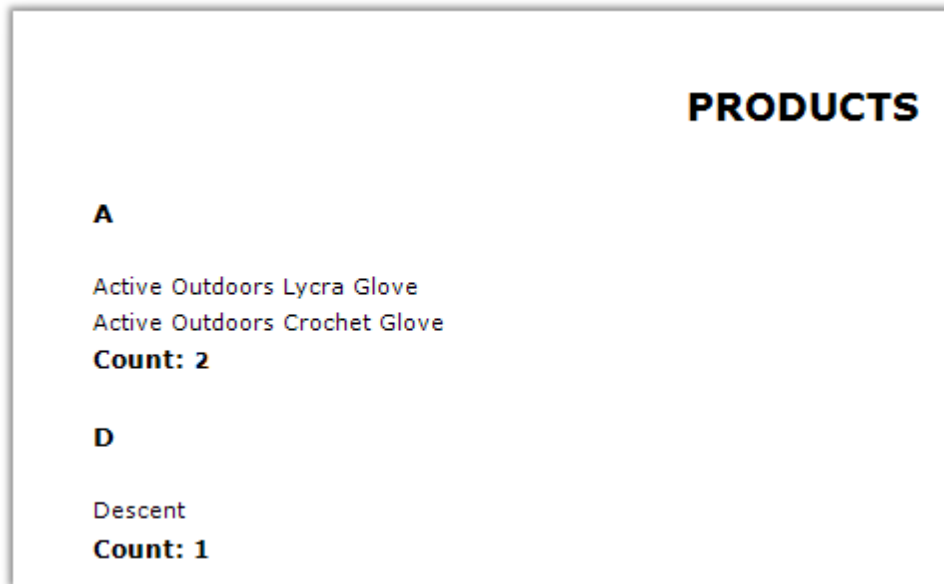 PRODUCTS
A
Active Outdoors Lycra Glove
Active Outdoors Crochet Glove
Count: 2
D
Descent
Count: 1